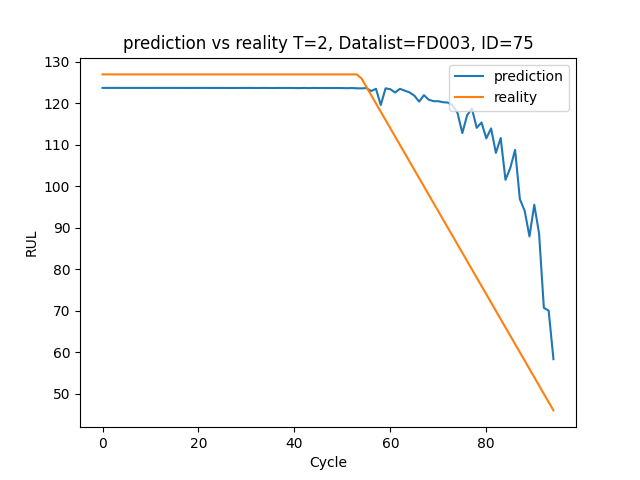 prediction vs reality T=2, Datalist=FD003, ID=75
prediction
reality
130
120
110
100
90
80
70
60
50
RUL
0 20 40 60 80
Cycle